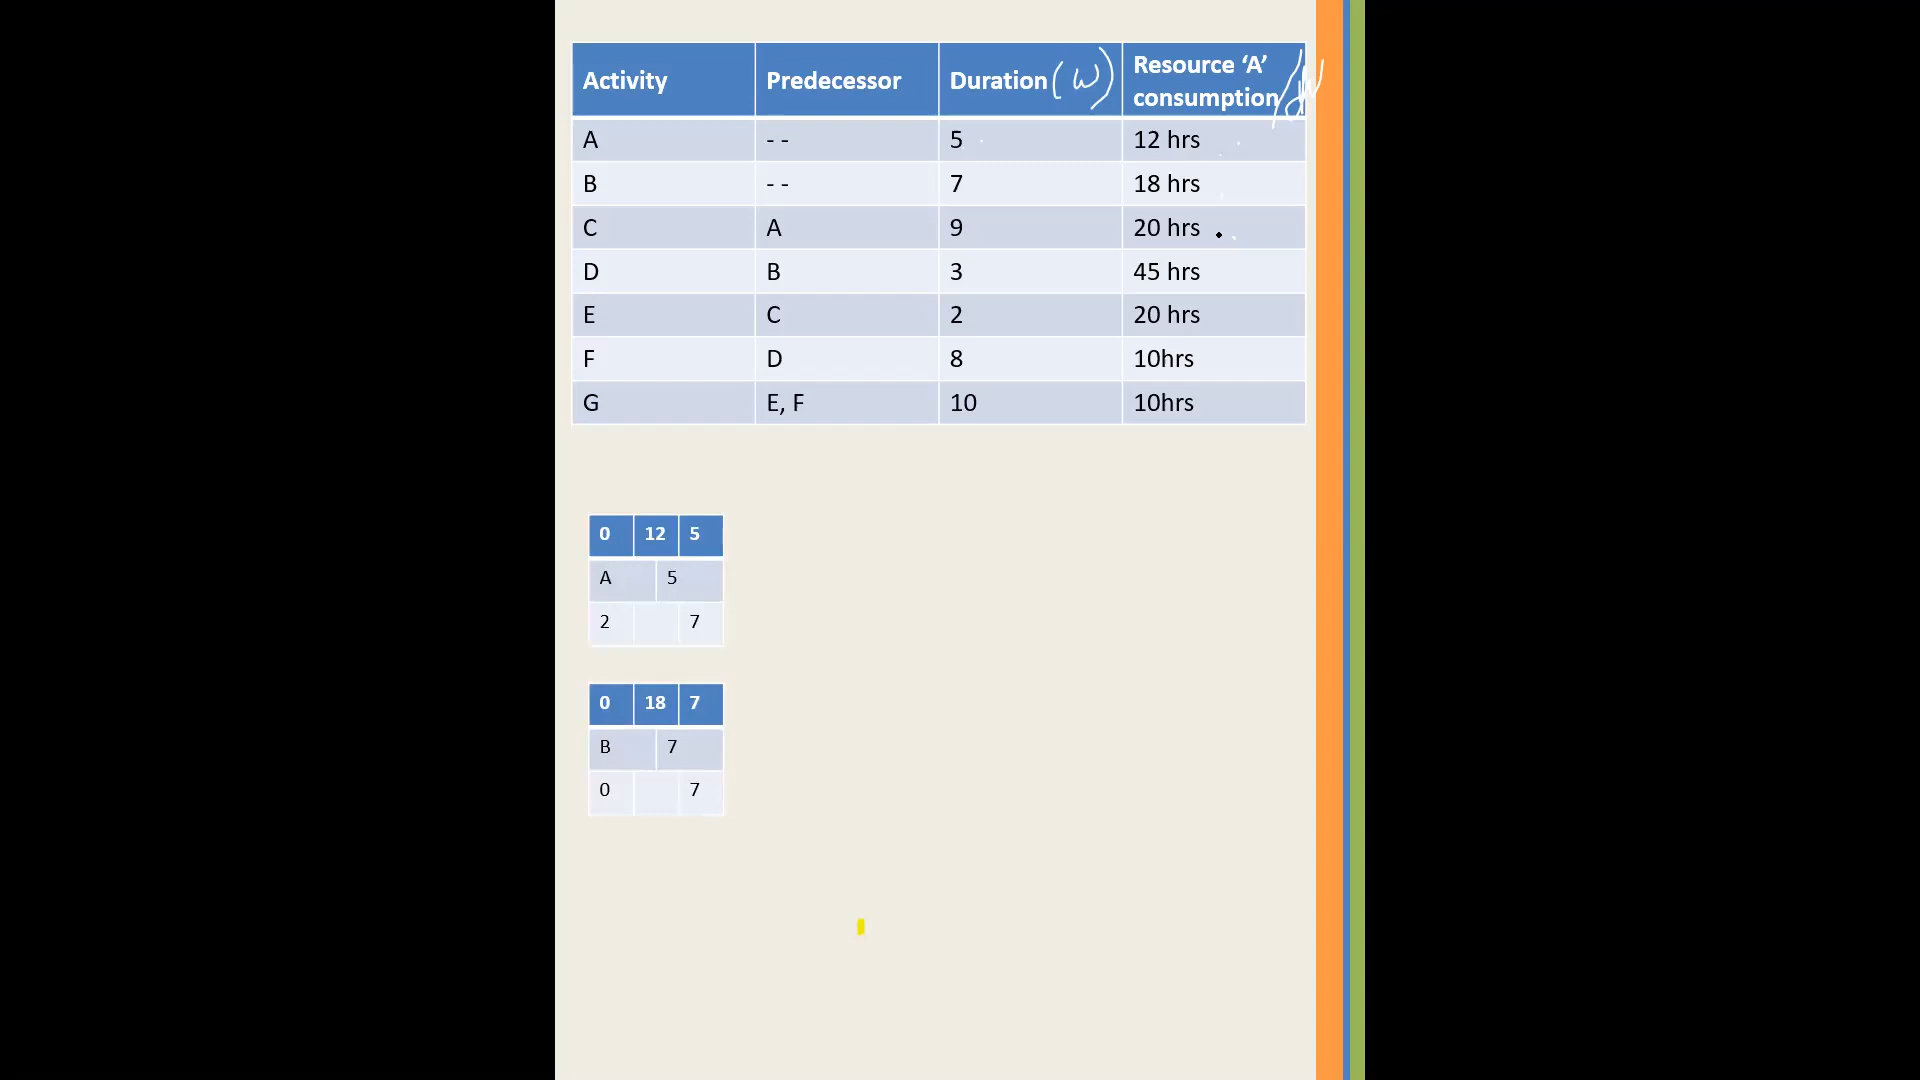 Activity Predecessor Duration (W) Resource ‘A’ consumption /W
A - - 5 12 hrs
B - - 7 18 hrs
C A 9 20 hrs
D B 3 45 hrs
E C 2 20 hrs
F D 8 10hrs
G E, F 10 10hrs
0 12 5
A 5
2 7
0 18 7
B 7
0 7